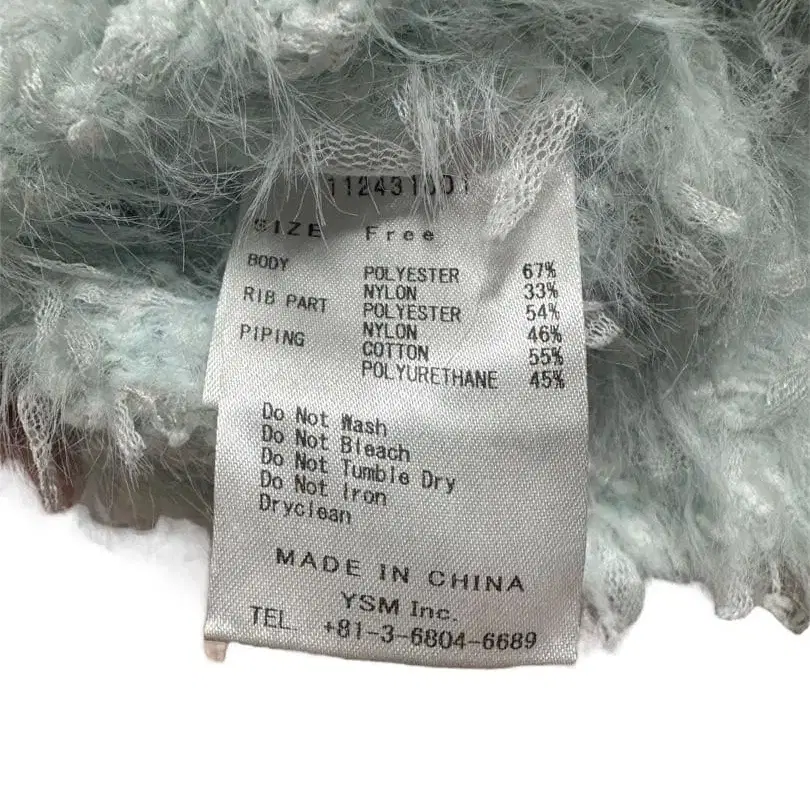 1124311001
SIZE Free
BODY POLYESTER 67%
NYLON 33%
RIB PART POLYESTER 54%
NYLON 46%
PIPING COTTON 55%
POLYURETHANE 45%
Do Not Wash
Do Not Bleach
Do Not Tumble Dry
Do Not Iron
Dryclean
MADE IN CHINA
YSM Inc.
TEL +81-3-6804-6689